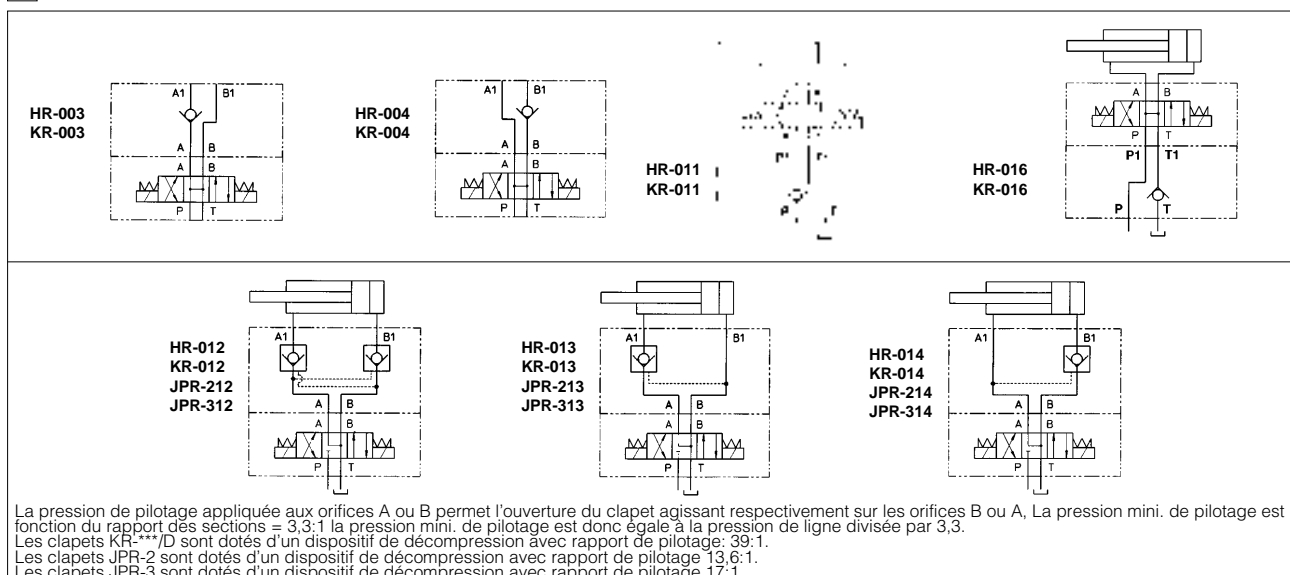 A1 B1
HR-003
KR-003
A B
A B
P T
A1 B1
HR-004
KR-004
A B
A B
P T
HR-011
KR-011
HR-016
KR-016
A B
P T
P1 T1
P T
HR-012
KR-012
JPR-212
JPR-312
A1 B1
A B
A B
P T
HR-013
KR-013
JPR-213
JPR-313
A1 B1
A B
A B
P T
HR-014
KR-014
JPR-214
JPR-314
A1 B1
A B
A B
P T
La pression de pilotage appliquée aux orifices A ou B permet l'ouverture du clapet agissant respectivement sur les orifices B ou A, La pression mini. de pilotage est
fonction du rapport des sections = 3,3:1 la pression mini. de pilotage est donc égale à la pression de ligne divisée par 3,3.
Les clapets KR-***/D sont dotés d'un dispositif de décompression avec rapport de pilotage: 39:1.
Les clapets JPR-2 sont dotés d'un dispositif de décompression avec rapport de pilotage 13,6:1.
Les clapets JPR-3 sont dotés d'un dispositif de décompression avec rapport de pilotage 17:1